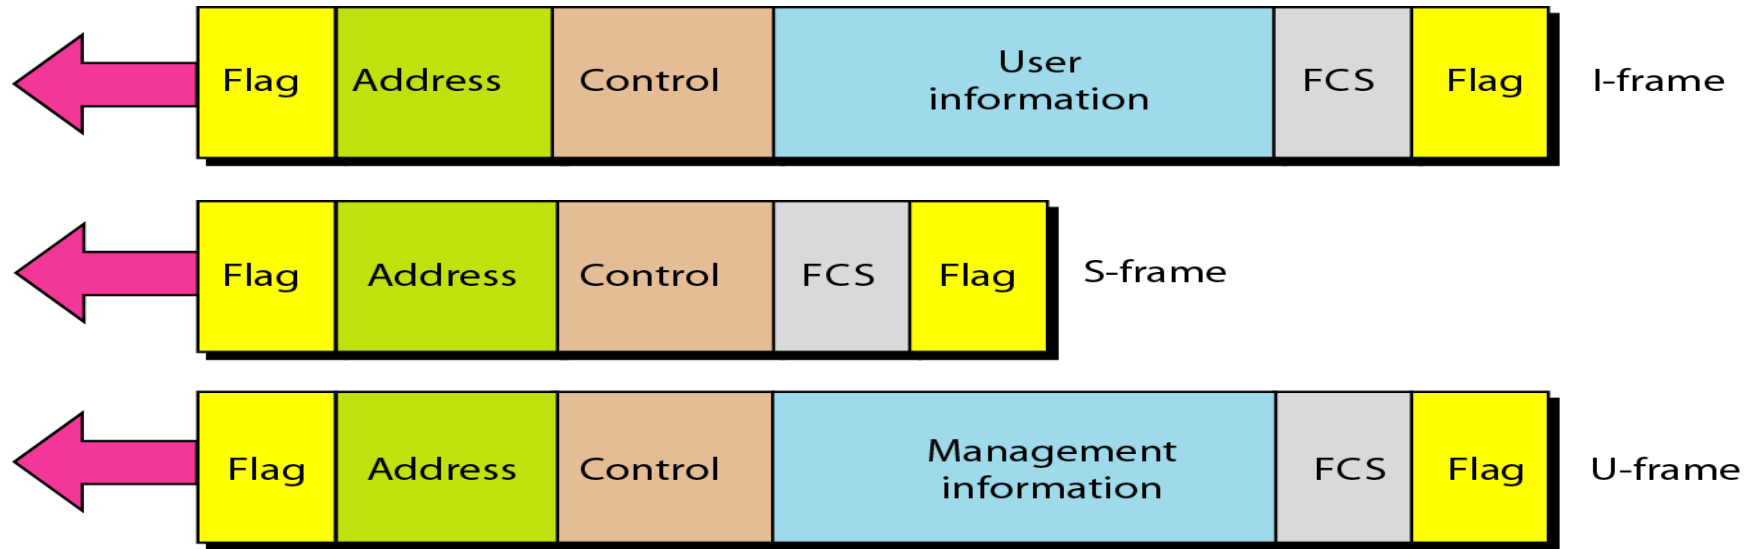 Flag Address Control User information FCS Flag I-frame
Flag Address Control FCS Flag S-frame
Flag Address Control Management information FCS Flag U-frame